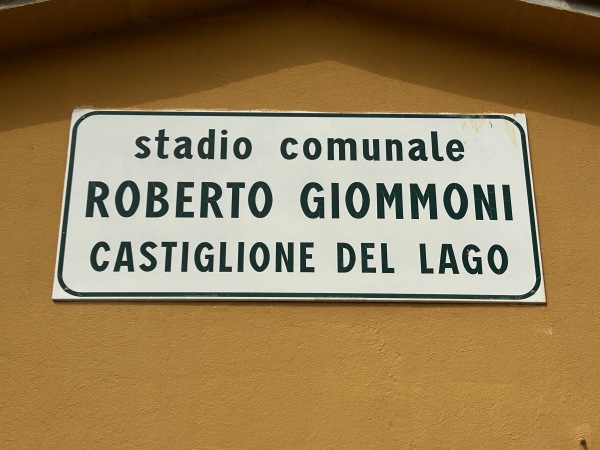 stadio comunale
ROBERTO GIOMMONI
CASTIGLIONE DEL LAGO